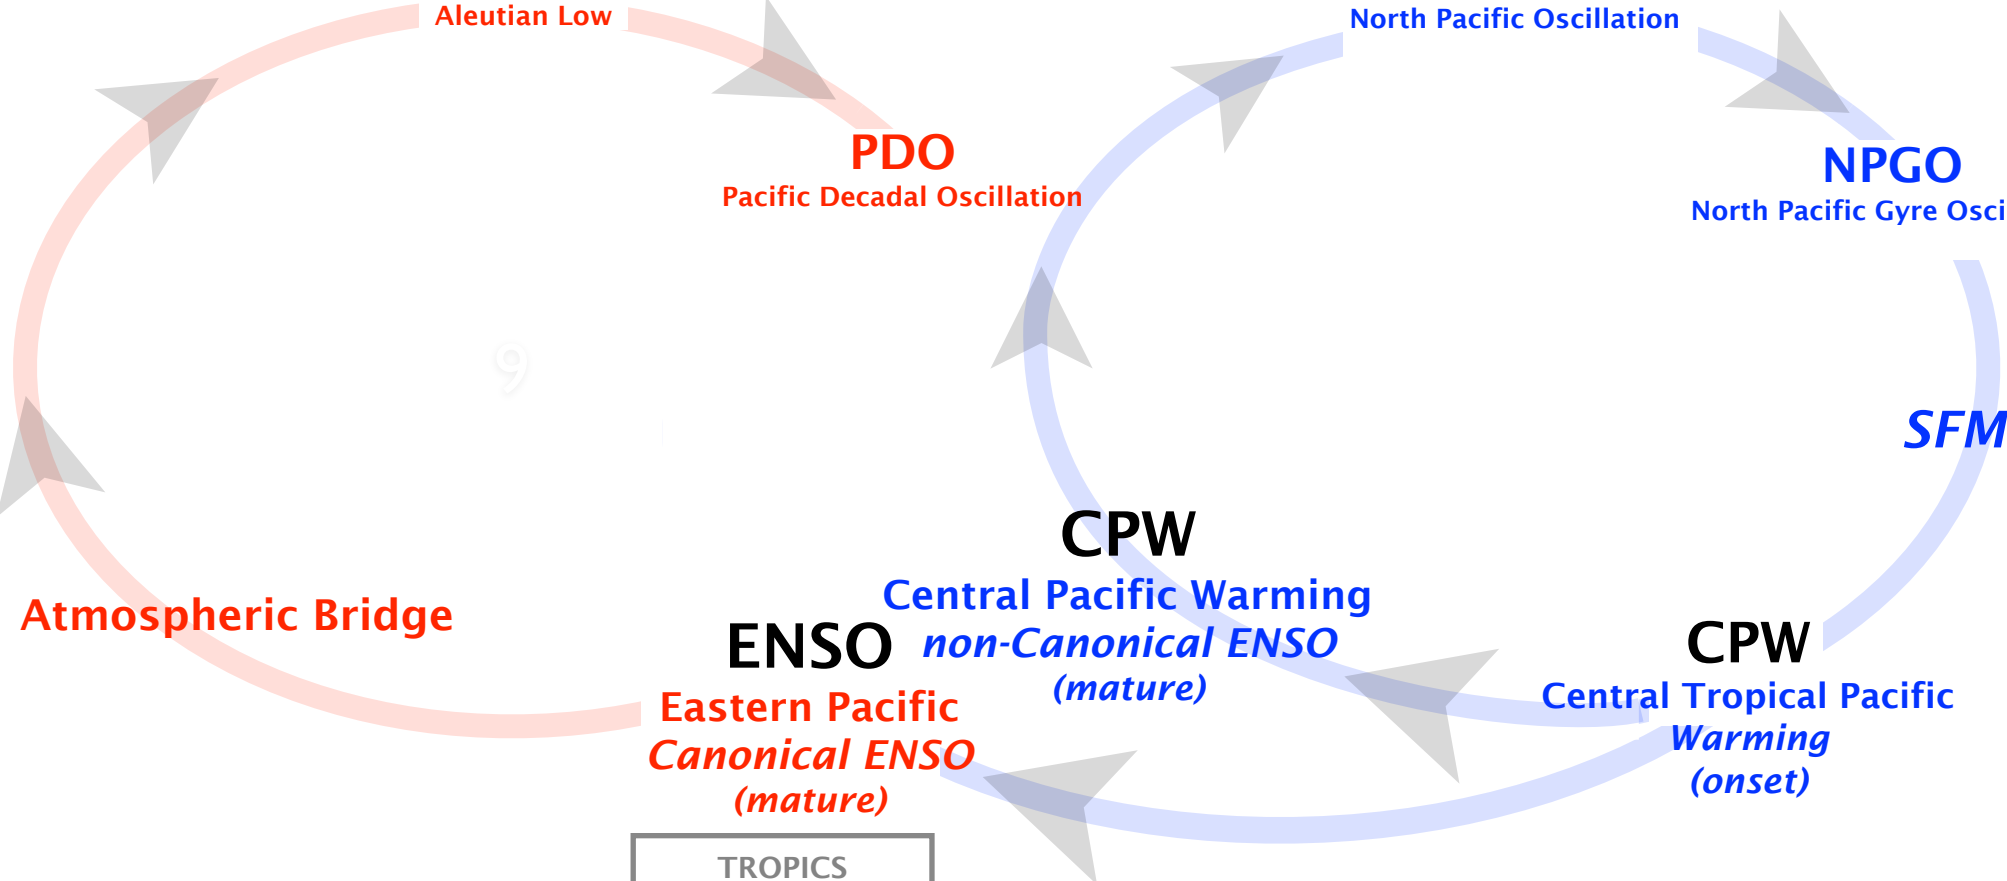 Aleutian Low
North Pacific Oscillation
PDO
Pacific Decadal Oscillation
NPGO
North Pacific Gyre Osci
9
SFM
CPW
Central Pacific Warming
non-Canonical ENSO
(mature)
Atmospheric Bridge
ENSO
Eastern Pacific
Canonical ENSO
(mature)
CPW
Central Tropical Pacific
Warming
(onset)
TROPICS